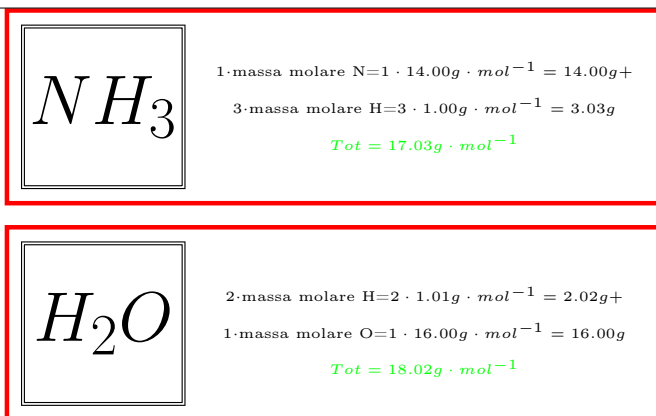 NH₃
1·massa molare N=1 · 14.00g · mol⁻¹ = 14.00g+
3·massa molare H=3 · 1.00g · mol⁻¹ = 3.03g
Tot = 17.03g · mol⁻¹
H₂O
2·massa molare H=2 · 1.01g · mol⁻¹ = 2.02g+
1·massa molare O=1 · 16.00g · mol⁻¹ = 16.00g
Tot = 18.02g · mol⁻¹